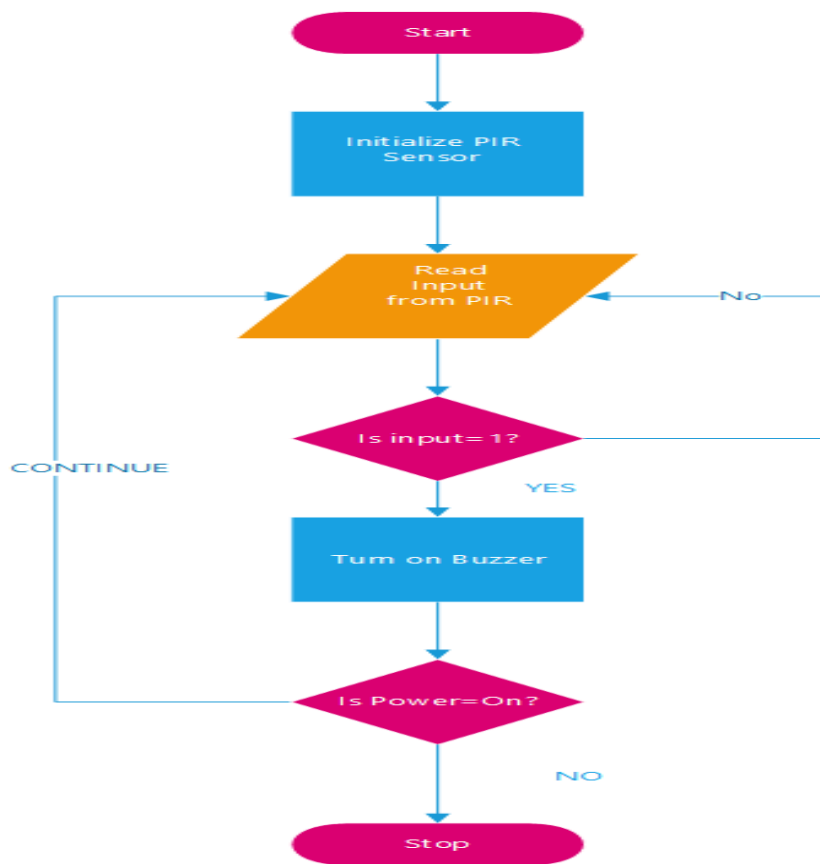 Start
Initialize PIR
Sensor
Read
Input
from PIR
No
Is input= 1?
CONTINUE
YES
Turn on Buzzer
Is Power=On?
NO
Stop